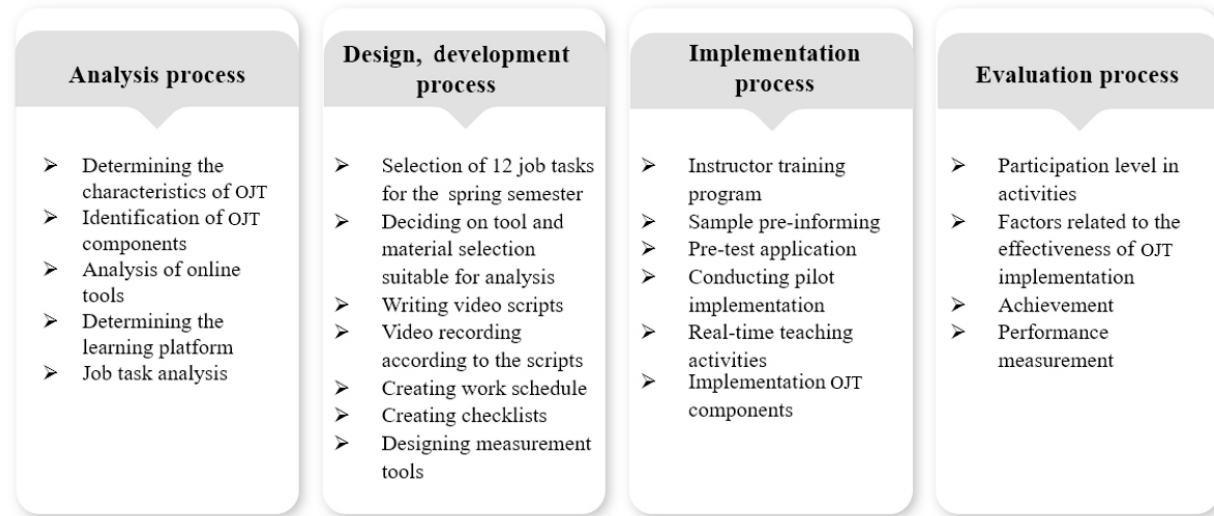 Analysis process
➢ Determining the
characteristics of OJT
➢ Identification of OJT
components
➢ Analysis of online
tools
➢ Determining the
learning platform
➢ Job task analysis
Design, development
process
➢ Selection of 12 job tasks
for the spring semester
➢ Deciding on tool and
material selection
suitable for analysis
➢ Writing video scripts
➢ Video recording
according to the scripts
➢ Creating work schedule
➢ Creating checklists
➢ Designing measurement
tools
Implementation
process
➢ Instructor training
program
➢ Sample pre-informing
➢ Pre-test application
➢ Conducting pilot
implementation
➢ Real-time teaching
activities
➢ Implementation OJT
components
Evaluation process
➢ Participation level in
activities
➢ Factors related to the
effectiveness of OJT
implementation
➢ Achievement
➢ Performance
measurement